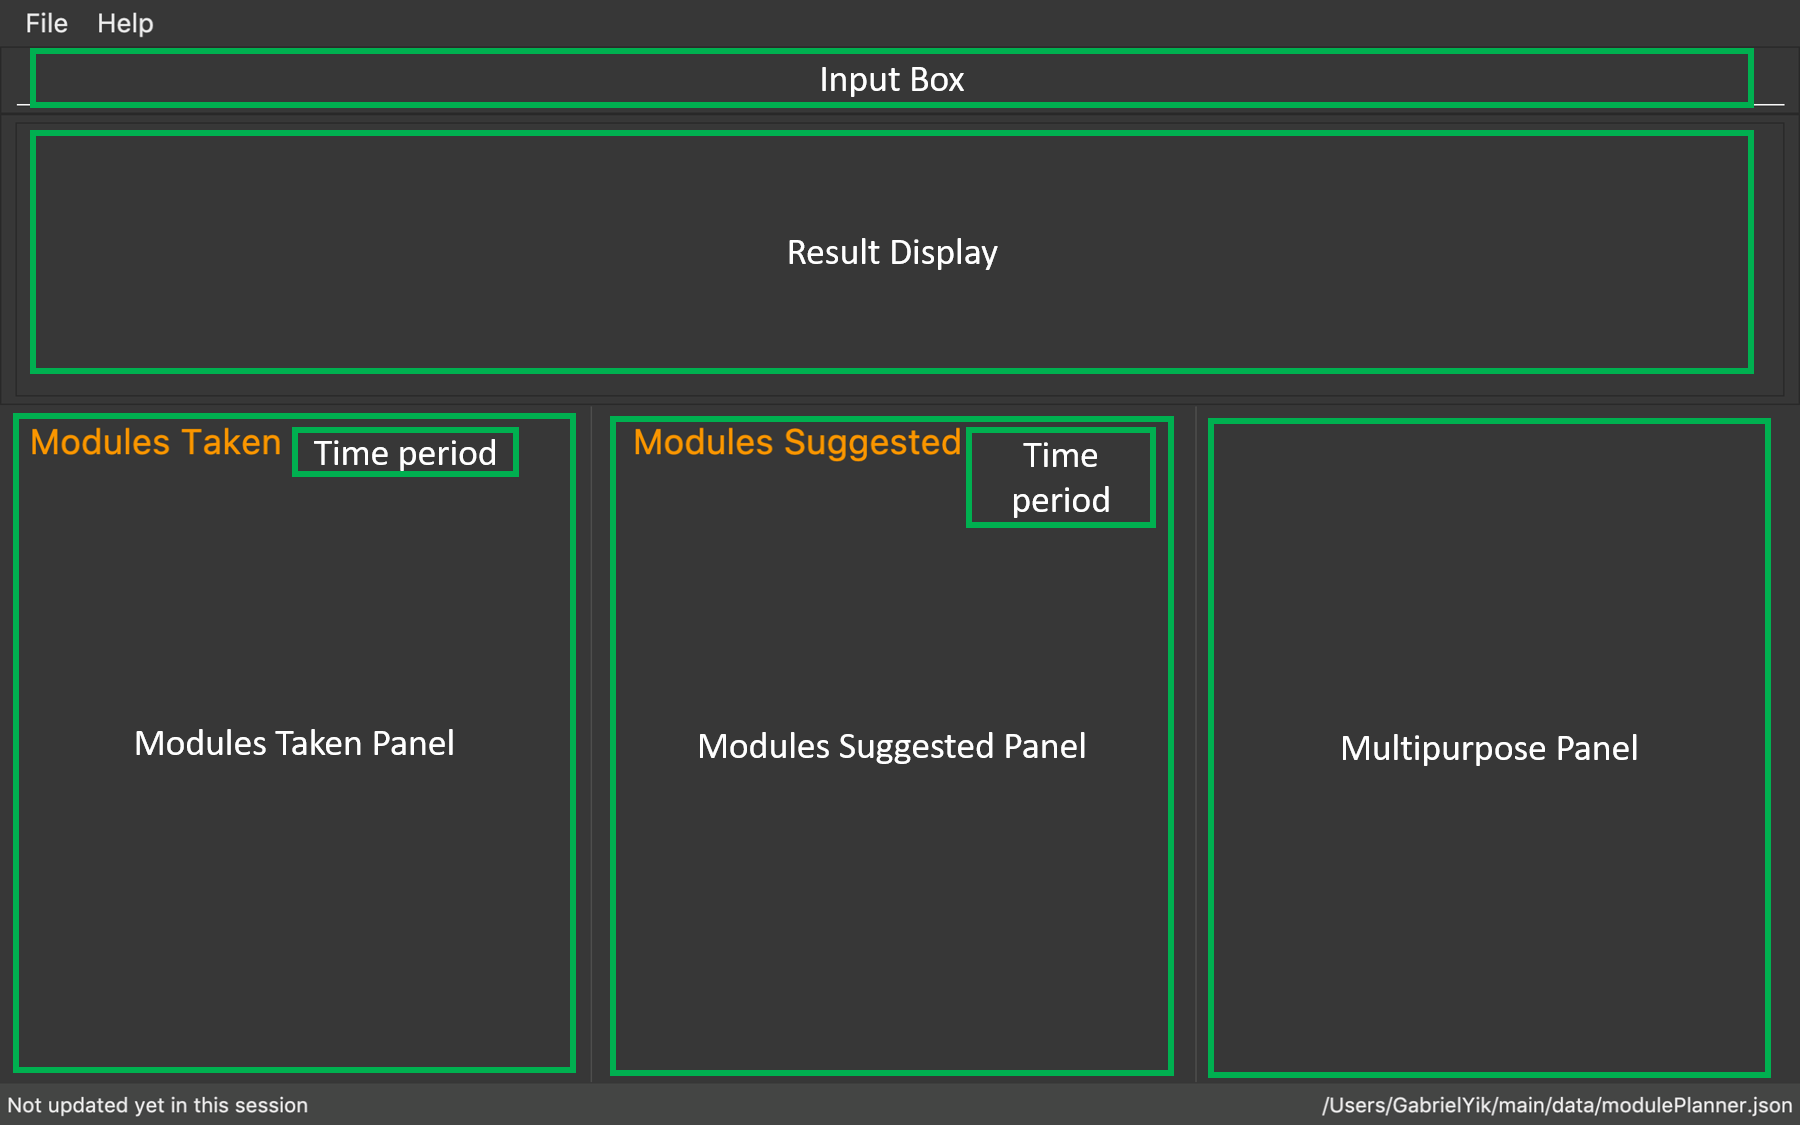 File Help
Input Box
Result Display
Modules Taken Time period
Modules Suggested Time
period
Modules Taken Panel
Modules Suggested Panel
Multipurpose Panel
Not updated yet in this session
/Users/GabrielYik/main/data/modulePlanner.json